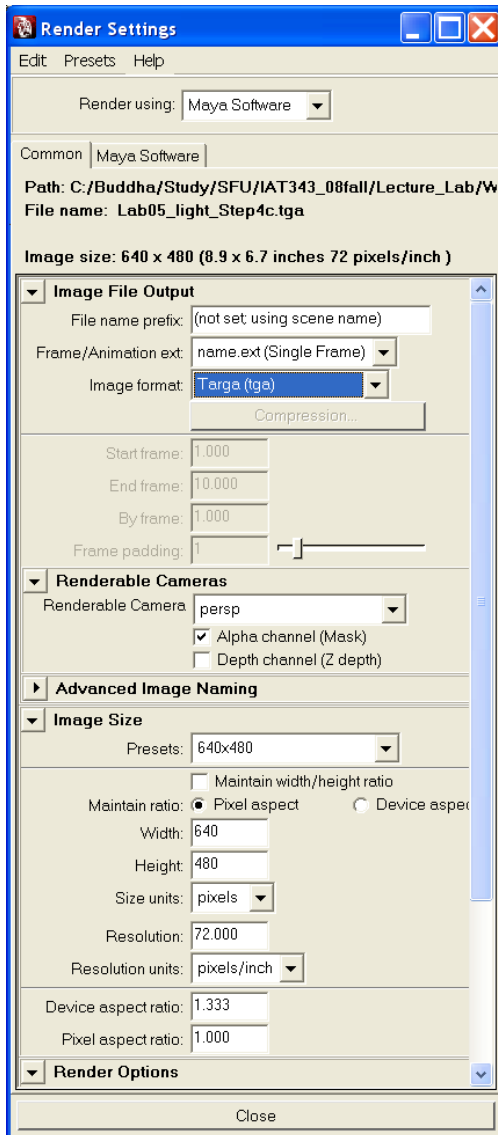 Render Settings
Edit Presets Help
Render using: Maya Software
Common Maya Software
Path: C:/Buddha/Study/SFU/IAT343_08fall/Lecture_Lab/W
File name: Lab05_light_Step4c.tga
Image size: 640 x 480 (8.9 x 6.7 inches 72 pixels/inch )
Image File Output
File name prefix: (not set; using scene name)
Frame/Animation ext: name.ext (Single Frame)
Image format: Targa (tga)
Compression...
Start frame: 1.000
End frame: 10.000
By frame: 1.000
Frame padding: 1
Renderable Cameras
Renderable Camera persp
Alpha channel (Mask)
Depth channel (Z depth)
Advanced Image Naming
Image Size
Presets: 640x480
Maintain width/height ratio
Maintain ratio: Pixel aspect Device aspec
Width: 640
Height: 480
Size units: pixels
Resolution: 72.000
Resolution units: pixels/inch
Device aspect ratio: 1.333
Pixel aspect ratio: 1.000
Render Options
Close